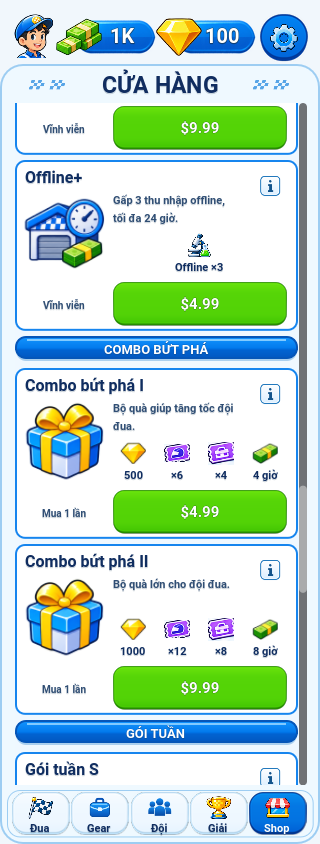 1K
100
CỬA HÀNG
Vĩnh viễn
$9.99
Offline+
Gấp 3 thu nhập offline,
tối đa 24 giờ.
Offline ×3
Vĩnh viễn
$4.99
COMBO BỨT PHÁ
Combo bứt phá I
Bộ quà giúp tăng tốc đội
đua.
500
×6
×4
4 giờ
Mua 1 lần
$4.99
Combo bứt phá II
Bộ quà lớn cho đội đua.
1000
×12
×8
8 giờ
Mua 1 lần
$9.99
GÓI TUẦN
Gói tuần S
Đua
Gear
Đội
Giải
Shop